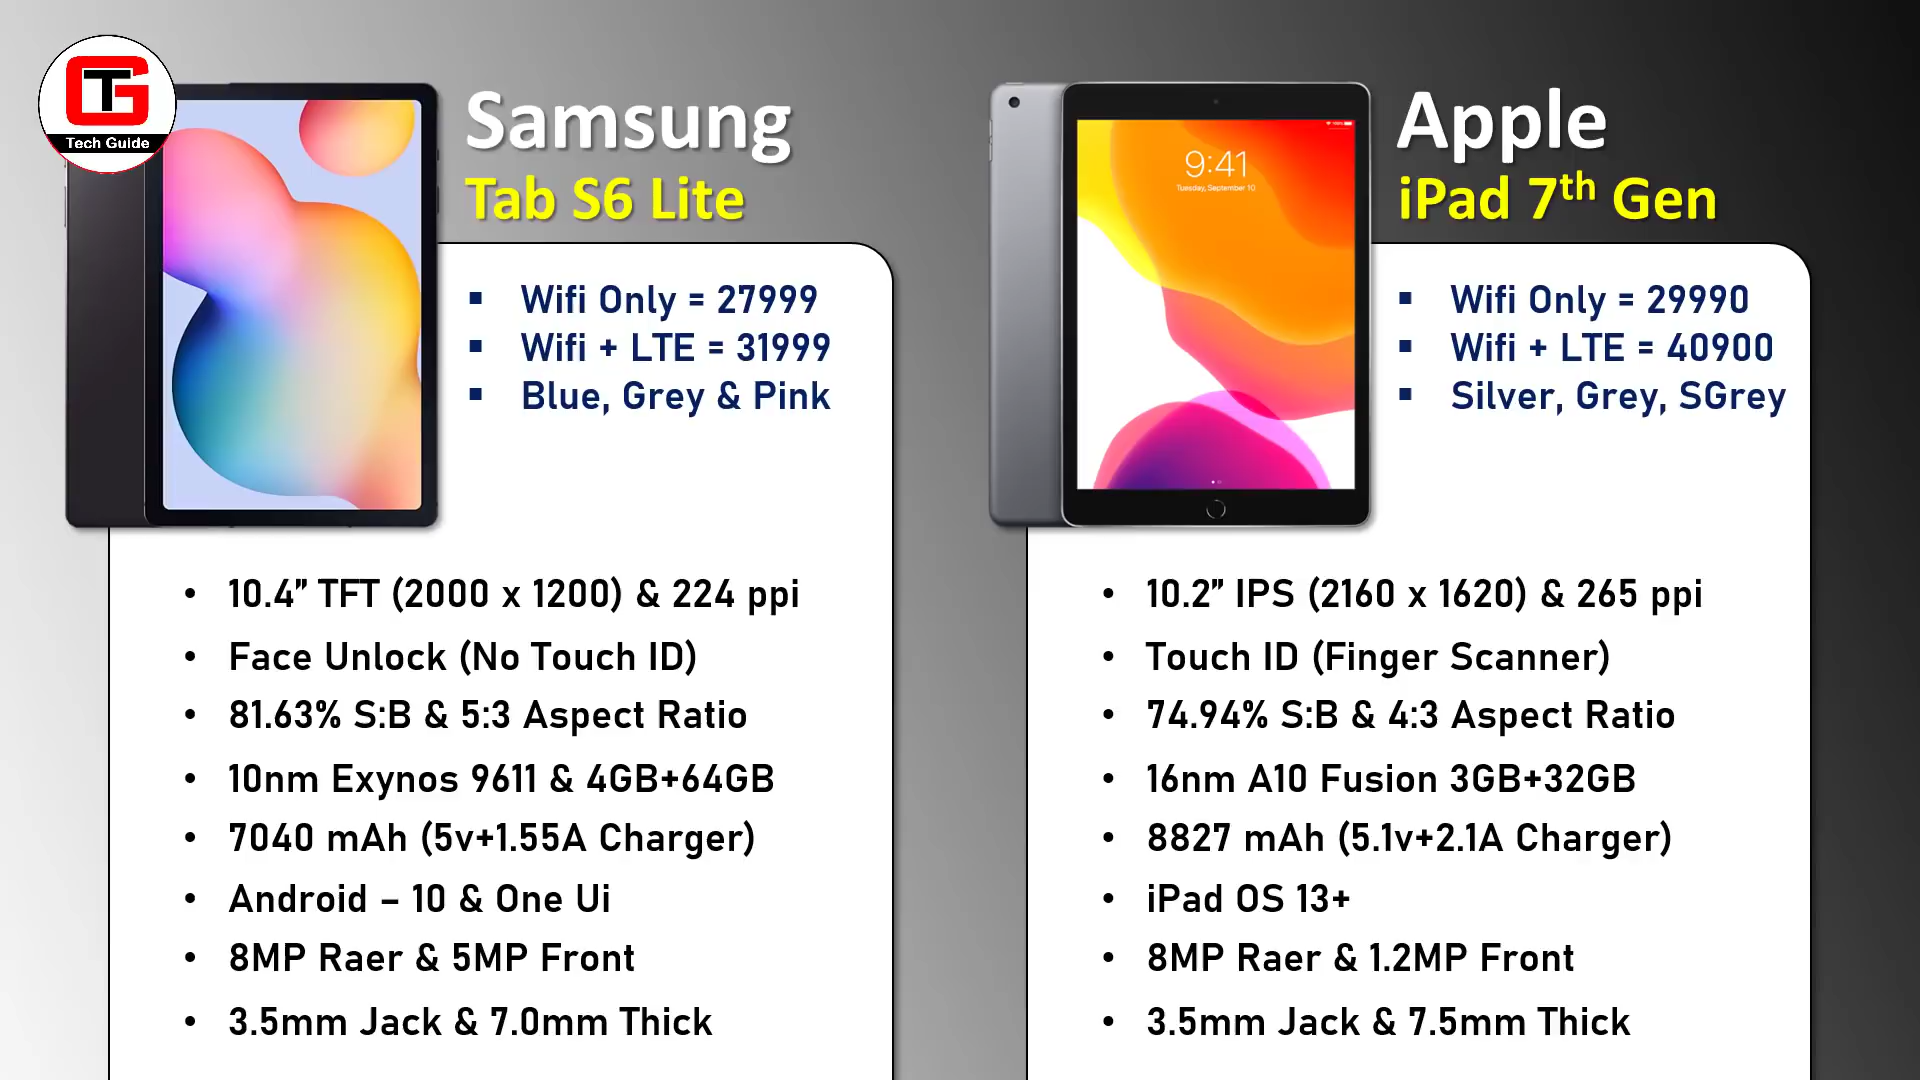 TG
Tech Guide
Samsung
Tab S6 Lite
▪ Wifi Only = 27999
▪ Wifi + LTE = 31999
▪ Blue, Grey & Pink
• 10.4” TFT (2000 x 1200) & 224 ppi
• Face Unlock (No Touch ID)
• 81.63% S:B & 5:3 Aspect Ratio
• 10nm Exynos 9611 & 4GB+64GB
• 7040 mAh (5v+1.55A Charger)
• Android – 10 & One Ui
• 8MP Raer & 5MP Front
• 3.5mm Jack & 7.0mm Thick
9:41
Tuesday, September 10
100%
Apple
iPad 7th Gen
▪ Wifi Only = 29990
▪ Wifi + LTE = 40900
▪ Silver, Grey, SGrey
• 10.2” IPS (2160 x 1620) & 265 ppi
• Touch ID (Finger Scanner)
• 74.94% S:B & 4:3 Aspect Ratio
• 16nm A10 Fusion 3GB+32GB
• 8827 mAh (5.1v+2.1A Charger)
• iPad OS 13+
• 8MP Raer & 1.2MP Front
• 3.5mm Jack & 7.5mm Thick